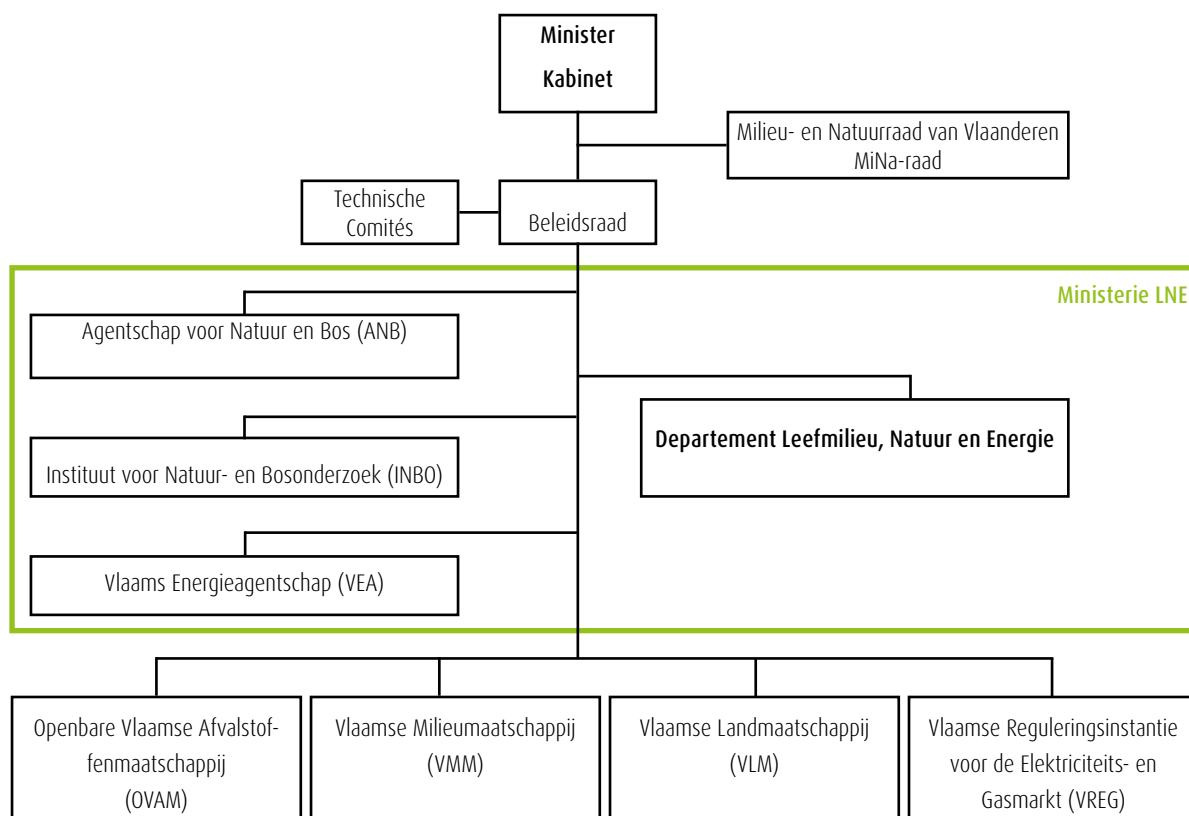 Minister
Kabinet
Milieu- en Natuurraad van Vlaanderen
MiNa-raad
Technische
Comités
Beleidsraad
Ministerie LNE
Agentschap voor Natuur en Bos (ANB)
Departement Leefmilieu, Natuur en Energie
Instituut voor Natuur- en Bosonderzoek (INBO)
Vlaams Energieagentschap (VEA)
Openbare Vlaamse Afvalstof-
fenmaatschappij
(OVAM)
Vlaamse Milieumaatschappij
(VMM)
Vlaamse Landmaatschappij
(VLM)
Vlaamse Reguleringsinstantie
voor de Elektriciteits- en
Gasmarkt (VREG)